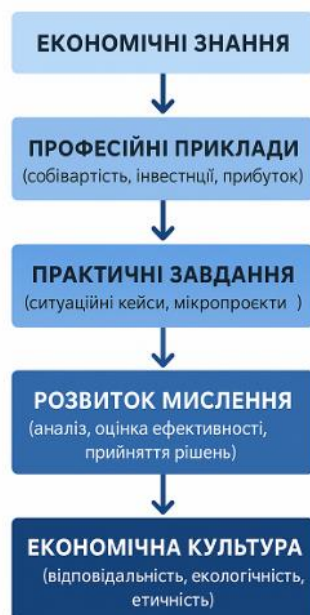 ЕКОНОМІЧНІ ЗНАННЯ
ПРОФЕСІЙНІ ПРИКЛАДИ
(собівартість, інвестнції, прибуток)
ПРАКТИЧНІ ЗАВДАННЯ
(ситуаційні кейси, мікропроєкти )
РОЗВИТОК МИСЛЕННЯ
(аналіз, оцінка ефективності,
прийняття рішень)
ЕКОНОМІЧНА КУЛЬТУРА
(відповідальність, екологічність,
етичність)